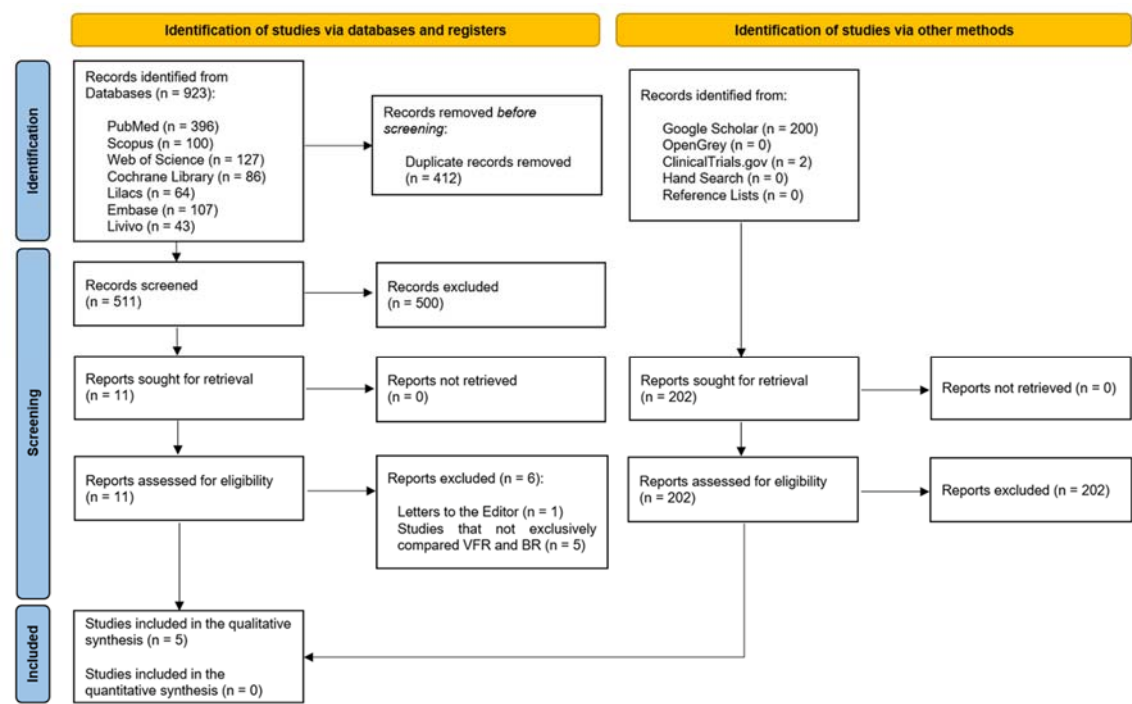 Identification of studies via databases and registers
Identification of studies via other methods
Identification
Records identified from
Databases (n = 923):
PubMed (n = 396)
Scopus (n = 100)
Web of Science (n = 127)
Cochrane Library (n = 86)
Lilacs (n = 64)
Embase (n = 107)
Livivo (n = 43)
Records removed before
screening:
Duplicate records removed
(n = 412)
Records identified from:
Google Scholar (n = 200)
OpenGrey (n = 0)
ClinicalTrials.gov (n = 2)
Hand Search (n = 0)
Reference Lists (n = 0)
Screening
Records screened
(n = 511)
Records excluded
(n = 500)
Reports sought for retrieval
(n = 11)
Reports not retrieved
(n = 0)
Reports sought for retrieval
(n = 202)
Reports not retrieved (n = 0)
Reports assessed for eligibility
(n = 11)
Reports excluded (n = 6):
Letters to the Editor (n = 1)
Studies that not exclusively
compared VFR and BR (n = 5)
Reports assessed for eligibility
(n = 202)
Reports excluded (n = 202)
Included
Studies included in the qualitative
synthesis (n = 5)
Studies included in the
quantitative synthesis (n = 0)